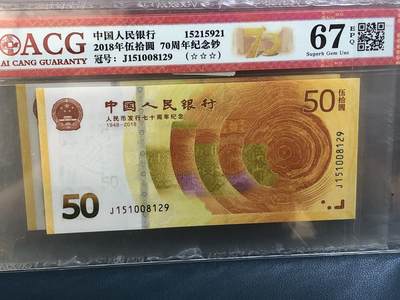 ACG
AI CANG GUARANTY
中国人民银行 15215921
2018年伍拾圆 70周年纪念钞
冠号: J151008129 (☆☆☆)
67 EPQ
Superb Gem Unc
中国人民银行
人民币发行七十周年纪念
1948-2018
50 伍拾圆
J151008129
50 J151008129